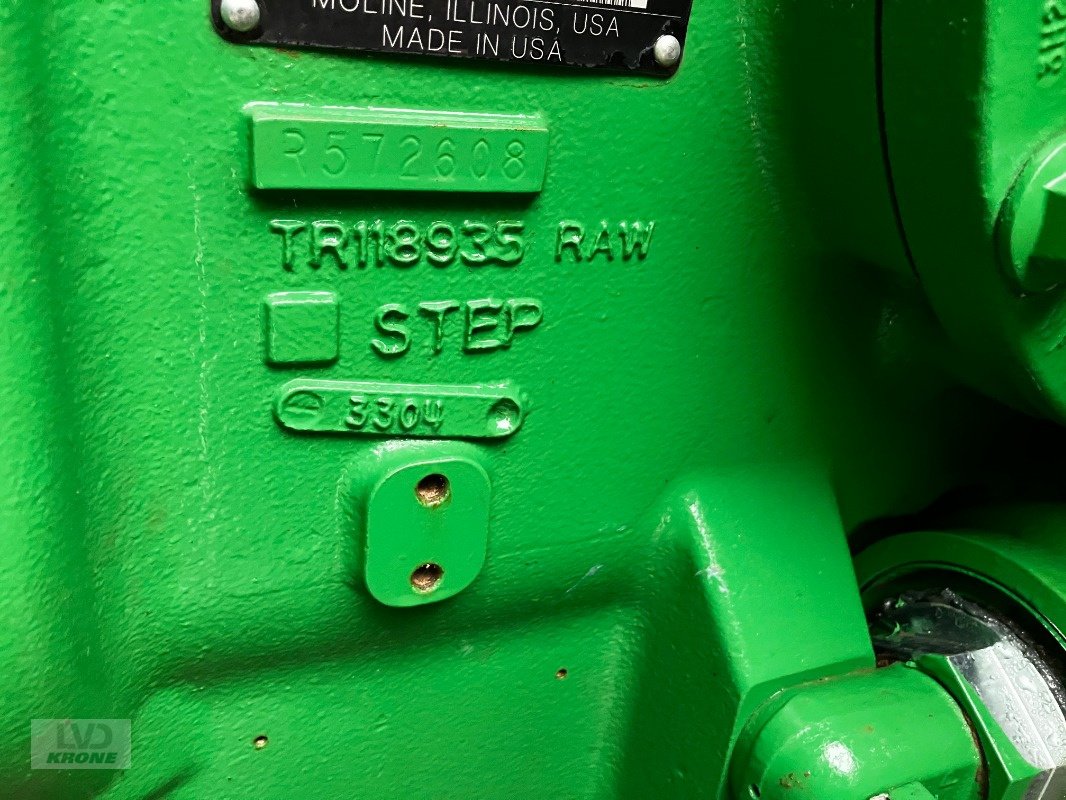 MOLINE, ILLINOIS, USA
MADE IN USA
R572608
TR118935 RAW
STEP
3304
LVD
KRONE